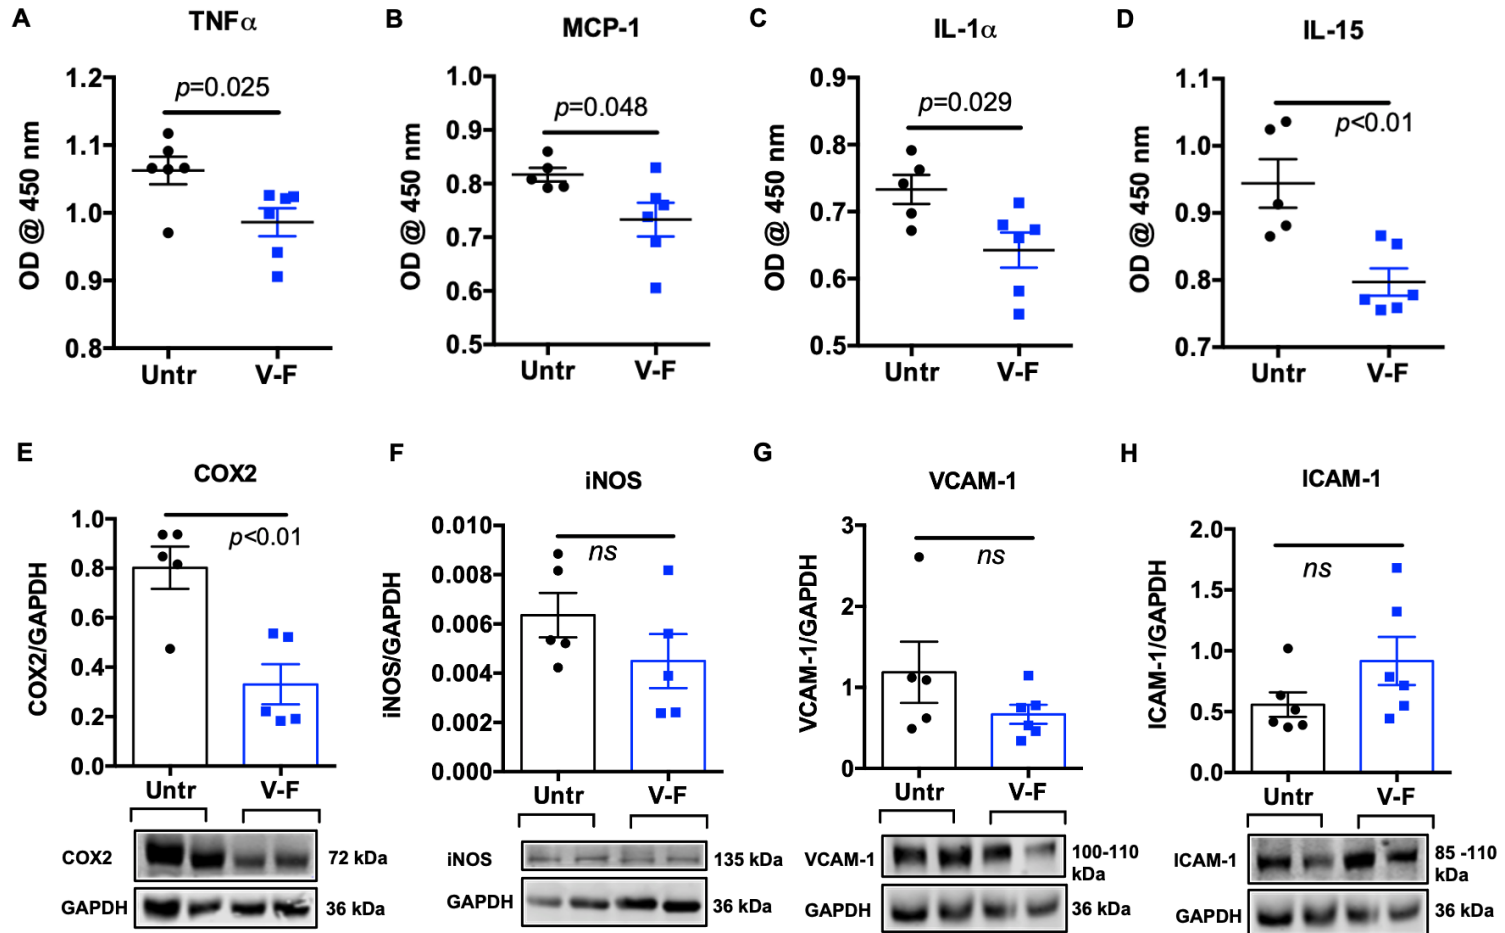 A
TNFα
OD @ 450 nm
1.2
1.1
1.0
0.9
0.8
p=0.025
Untr
V-F
B
MCP-1
OD @ 450 nm
1.0
0.9
0.8
0.7
0.6
0.5
p=0.048
Untr
V-F
C
IL-1α
OD @ 450 nm
0.9
0.8
0.7
0.6
0.5
p=0.029
Untr
V-F
D
IL-15
OD @ 450 nm
1.1
1.0
0.9
0.8
0.7
p<0.01
Untr
V-F
E
COX2
COX2/GAPDH
1.0
0.8
0.6
0.4
0.2
0.0
p<0.01
Untr
V-F
COX2
72 kDa
GAPDH
36 kDa
F
iNOS
iNOS/GAPDH
0.010
0.008
0.006
0.004
0.002
0.000
ns
Untr
V-F
iNOS
135 kDa
GAPDH
36 kDa
G
VCAM-1
VCAM-1/GAPDH
3
2
1
0
ns
Untr
V-F
VCAM-1
100-110
kDa
GAPDH
36 kDa
H
ICAM-1
ICAM-1/GAPDH
2.0
1.5
1.0
0.5
0.0
ns
Untr
V-F
ICAM-1
85 -110
kDa
GAPDH
36 kDa